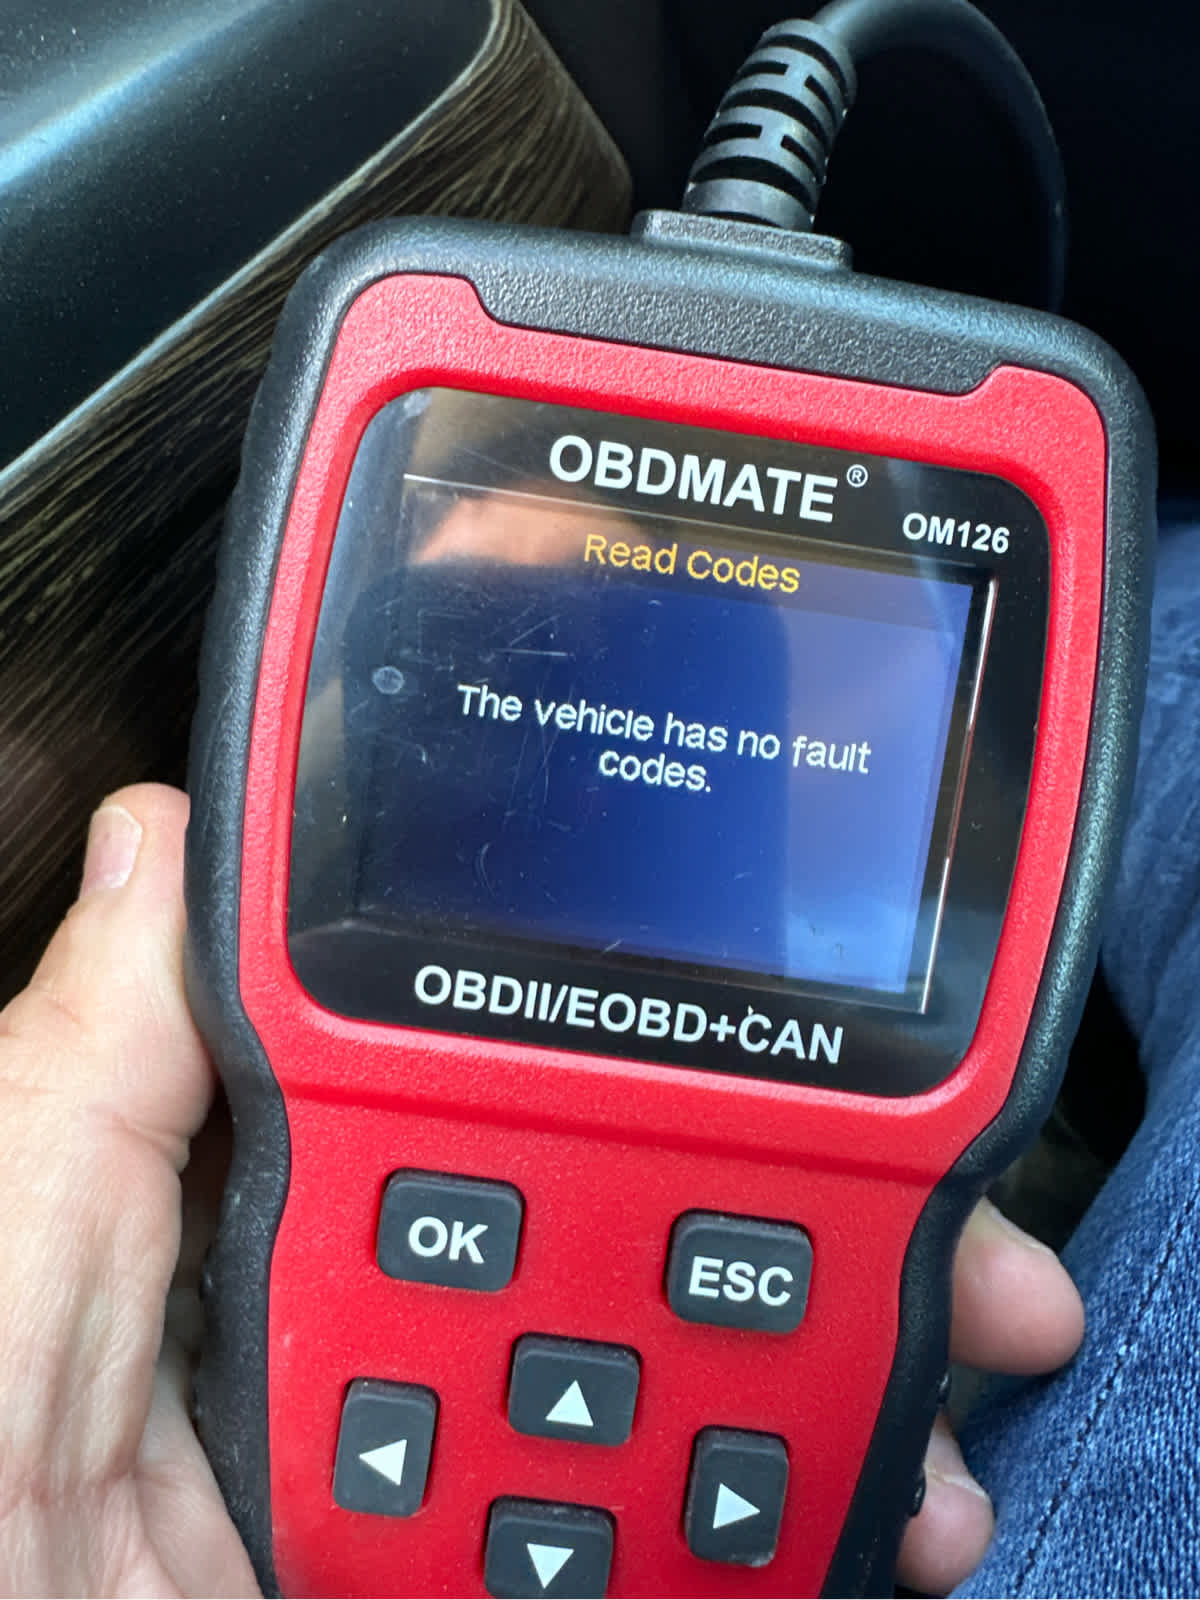 OBDMATE®
OM126
Read Codes
The vehicle has no fault
codes.
OBDII/EOBD+CAN
OK
ESC